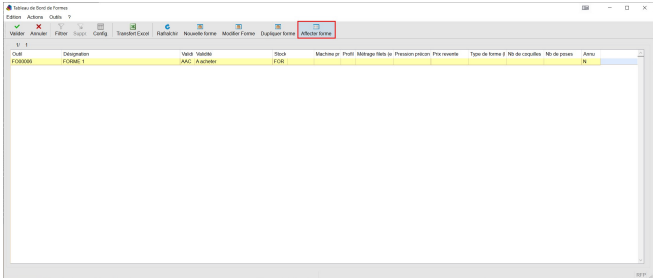 Tableau de Bord de Formes
Edition Actions Outils ?
Valider Annuler Filtrer Suppr. Config Transfert Excel Rafraîchir Nouvelle forme Modifier Forme Dupliquer forme Affecter forme
1/ 1
Outil Désignation Validi Validité Stock Machine pr Profil Métrage filets (e Pression précon Prix revente Type de forme (l Nb de coquilles Nb de poses Annu
FO00006 FORME 1 AAC A acheter FOR N